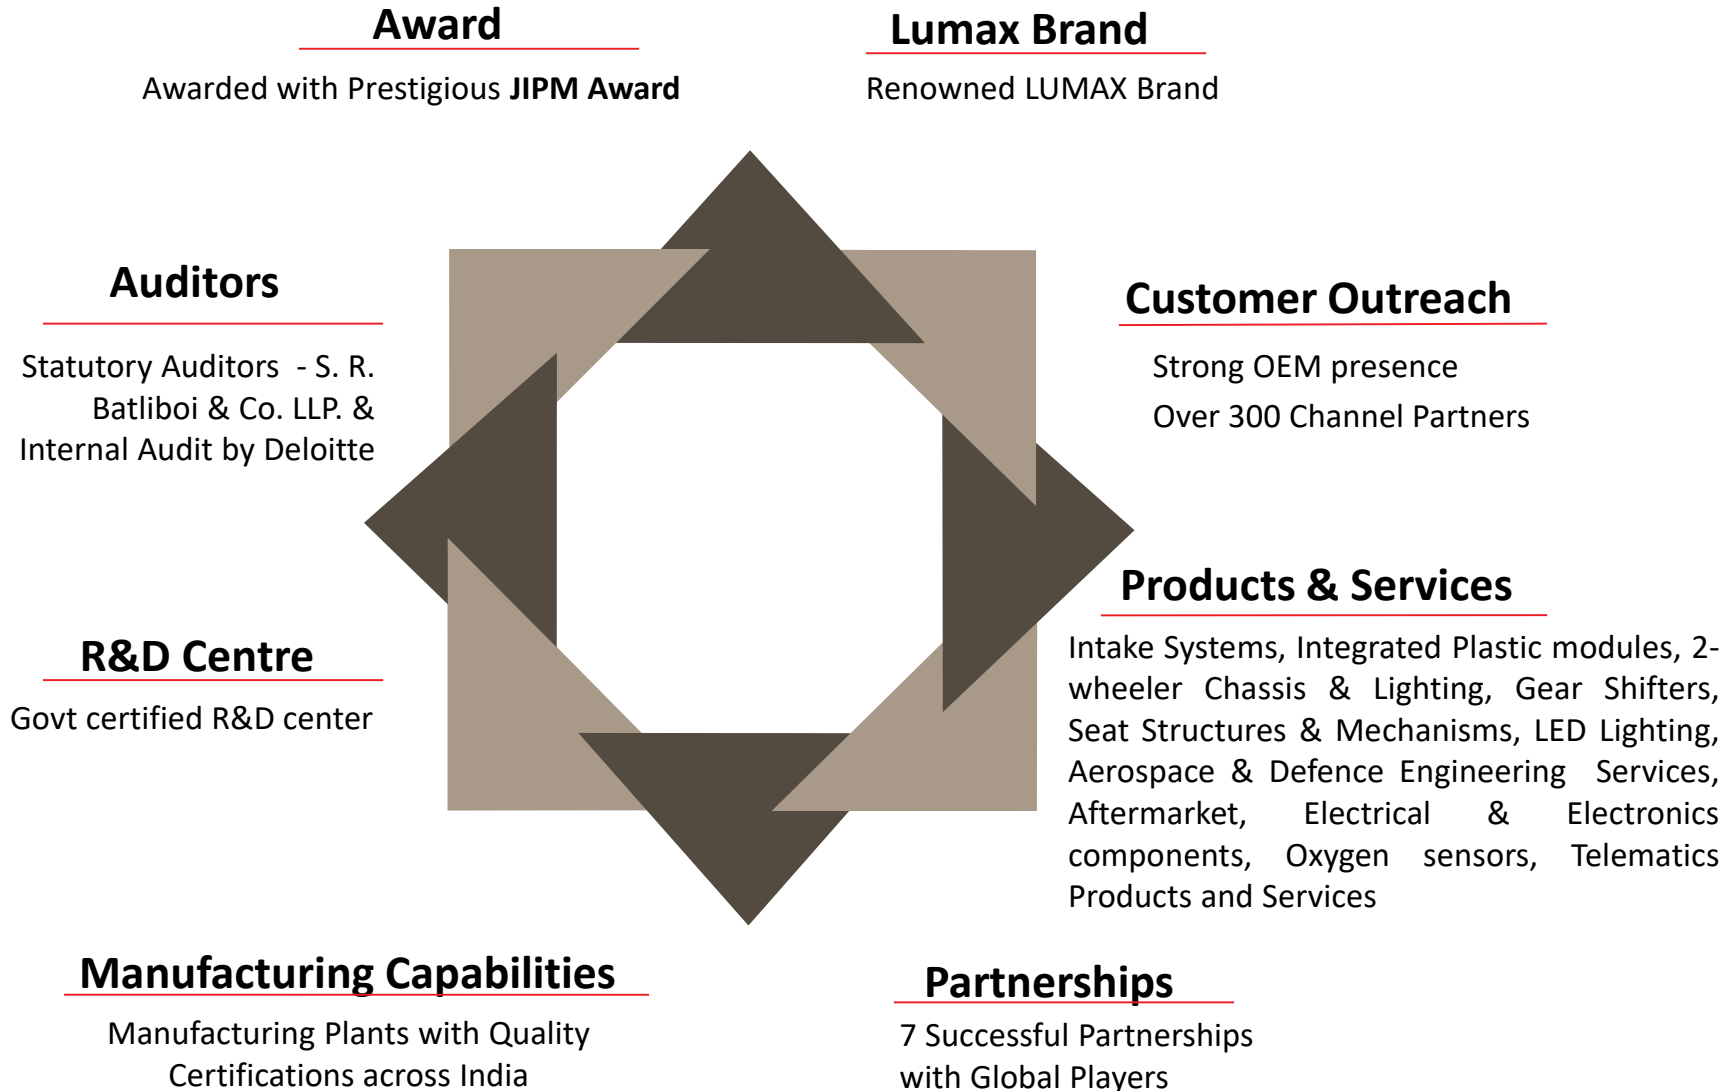 Award
Awarded with Prestigious JIPM Award
Lumax Brand
Renowned LUMAX Brand
Auditors
Statutory Auditors - S. R.
Batliboi & Co. LLP. &
Internal Audit by Deloitte
Customer Outreach
Strong OEM presence
Over 300 Channel Partners
R&D Centre
Govt certified R&D center
Products & Services
Intake Systems, Integrated Plastic modules, 2-
wheeler Chassis & Lighting, Gear Shifters,
Seat Structures & Mechanisms, LED Lighting,
Aerospace & Defence Engineering Services,
Aftermarket, Electrical & Electronics
components, Oxygen sensors, Telematics
Products and Services
Manufacturing Capabilities
Manufacturing Plants with Quality
Certifications across India
Partnerships
7 Successful Partnerships
with Global Players